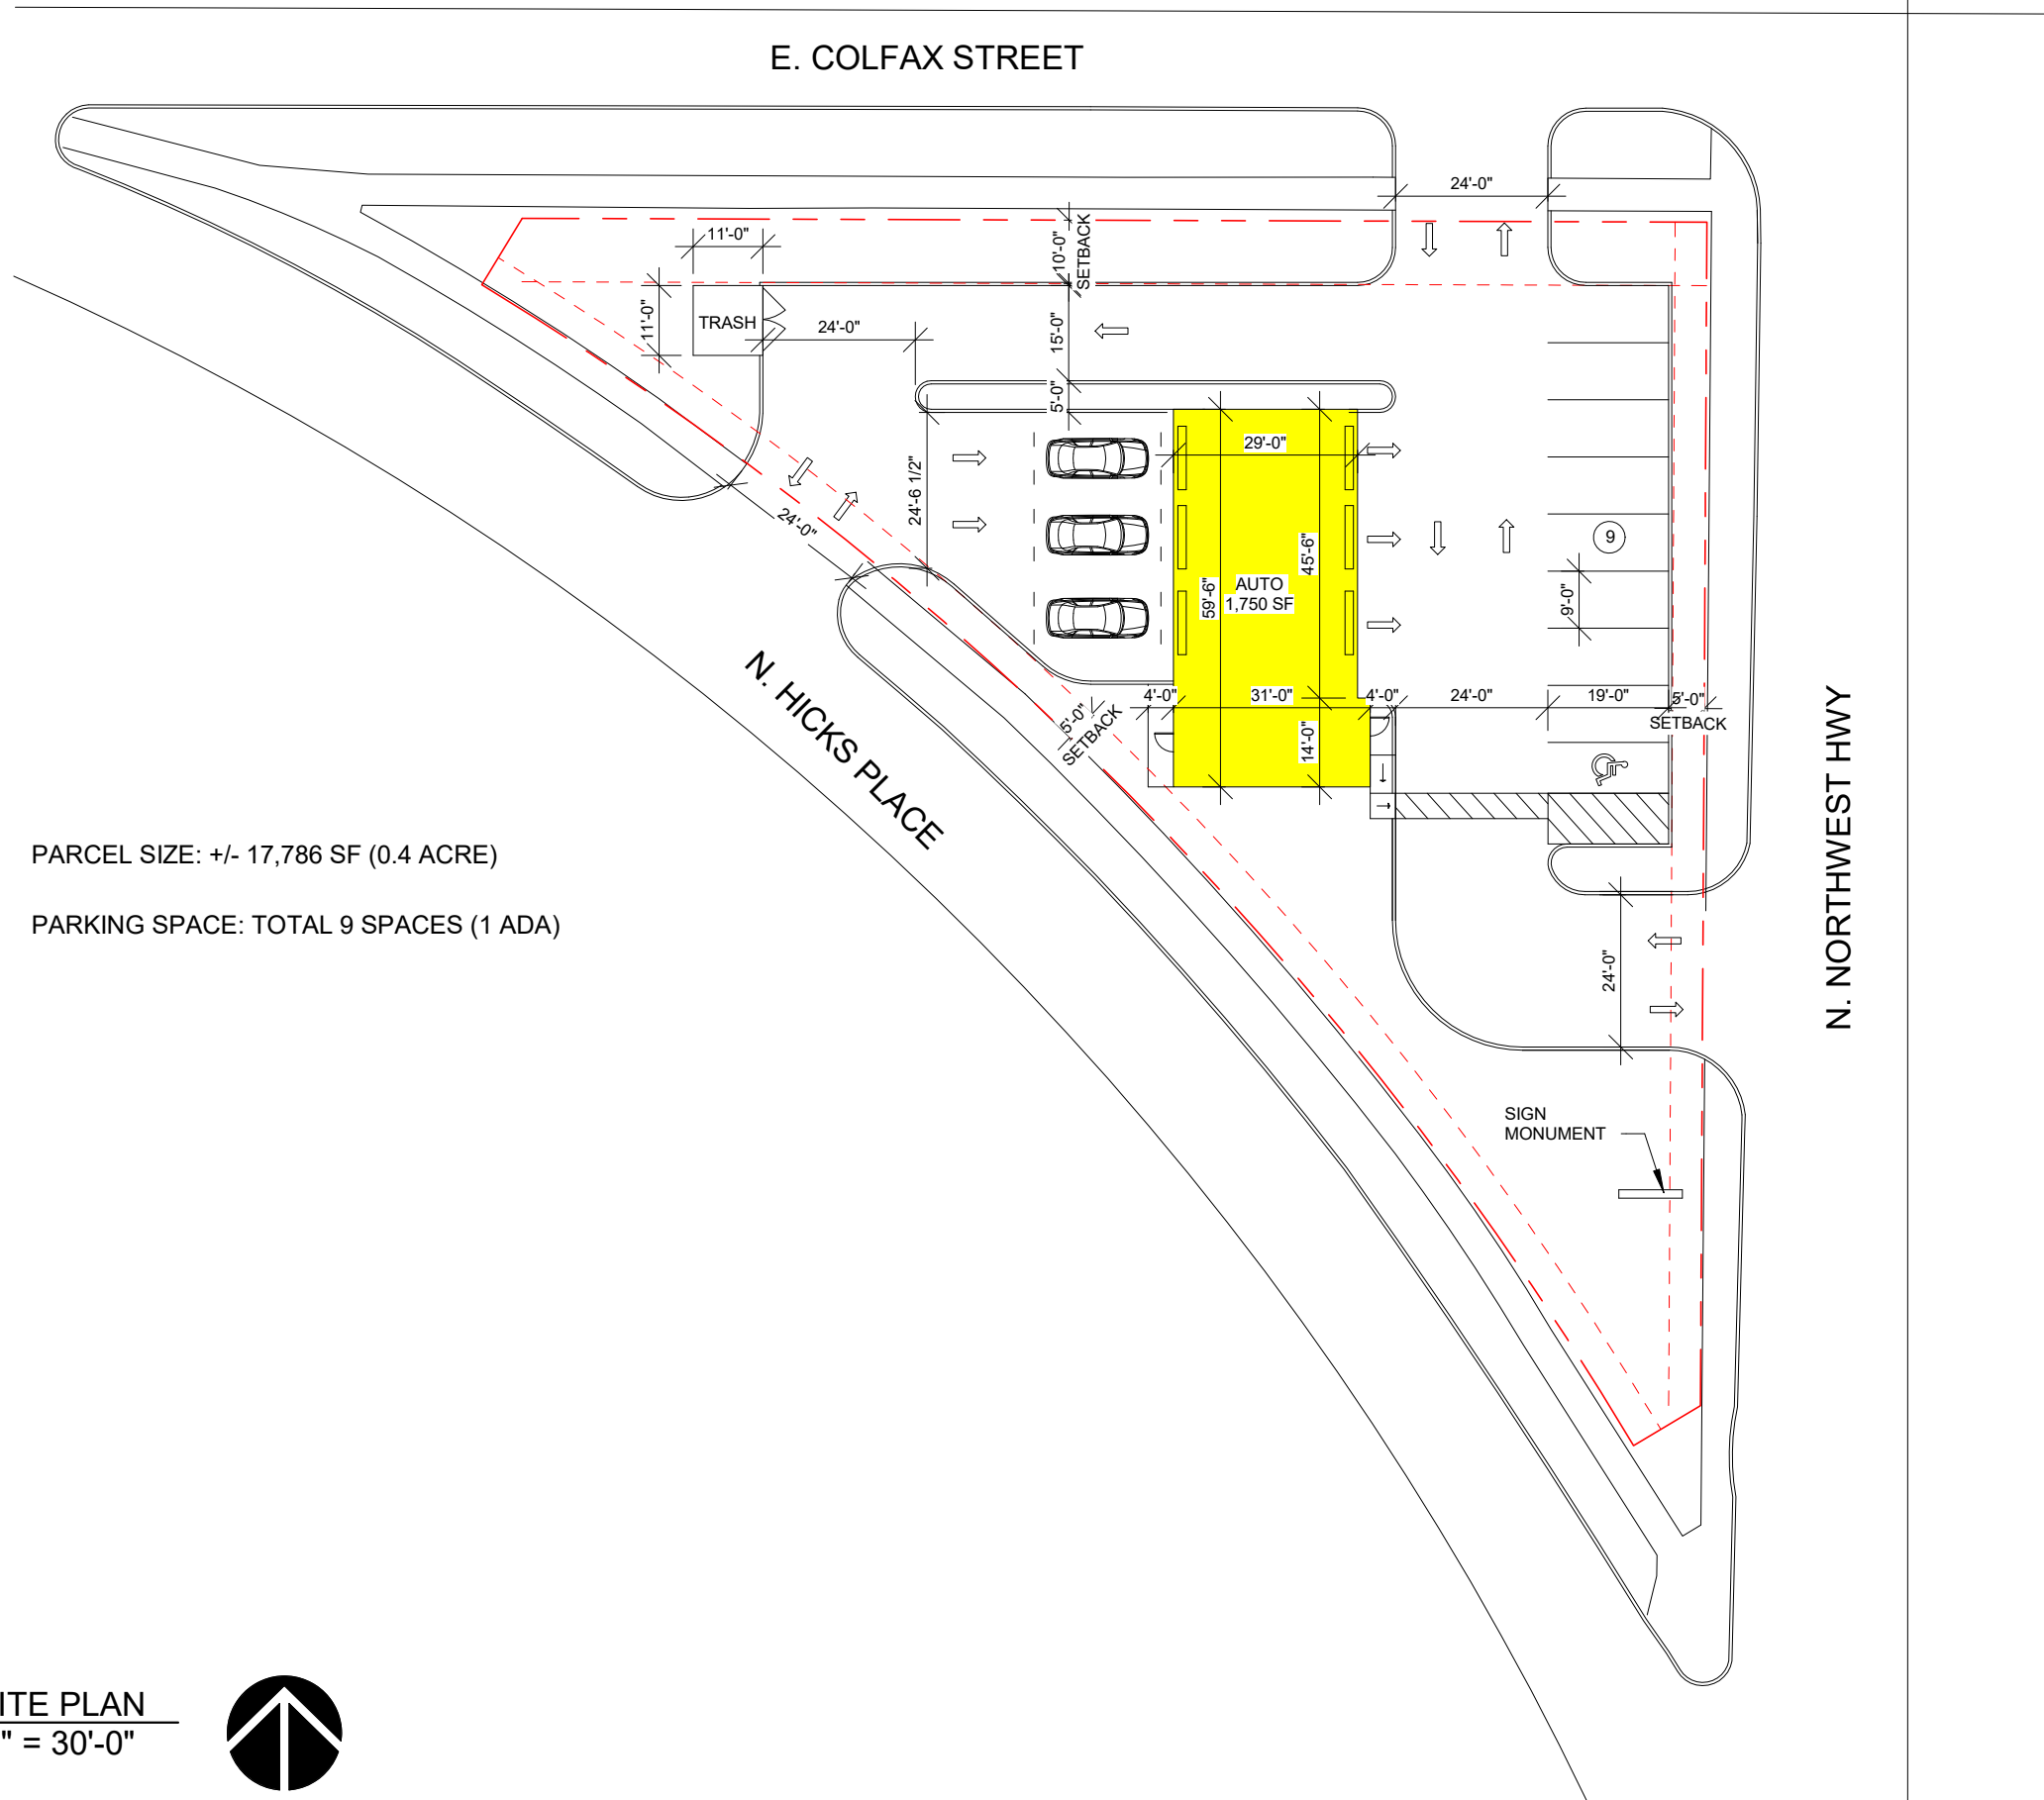 E. COLFAX STREET
24'-0"
11'-0"
10'-0"
SETBACK
11'-0"
TRASH
24'-0"
15'-0"
5'-0"
29'-0"
24'-6 1/2"
24'-0"
45'-6"
59'-6"
AUTO
1,750 SF
9
9'-0"
N. HICKS PLACE
5'-0"
SETBACK
4'-0"
31'-0"
4'-0"
24'-0"
19'-0"
5'-0"
SETBACK
14'-0"
N. NORTHWEST HWY
PARCEL SIZE: +/- 17,786 SF (0.4 ACRE)
PARKING SPACE: TOTAL 9 SPACES (1 ADA)
24'-0"
SIGN
MONUMENT
ITE PLAN
" = 30'-0"